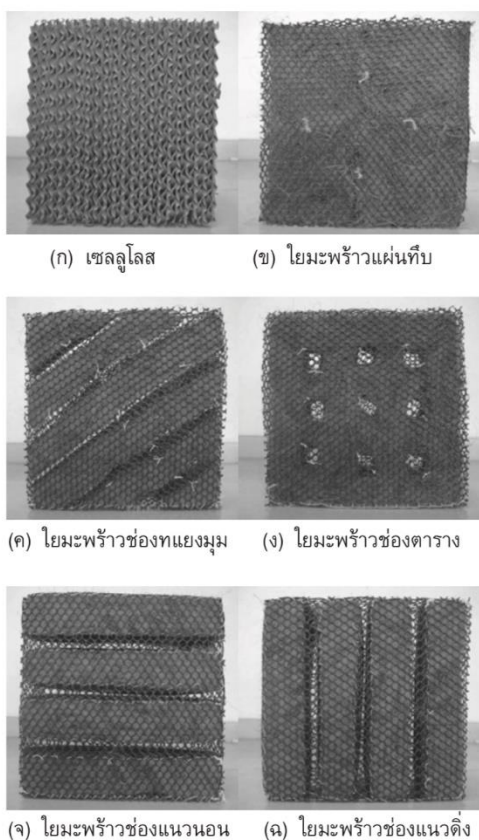 (ก) เซลลูโลส (ข) ใยมะพร้าวแผ่นทึบ
(ค) ใยมะพร้าวช่องทแยงมุม (ง) ใยมะพร้าวช่องตาราง
(จ) ใยมะพร้าวช่องแนวนอน (ฉ) ใยมะพร้าวช่องแนวดิ่ง